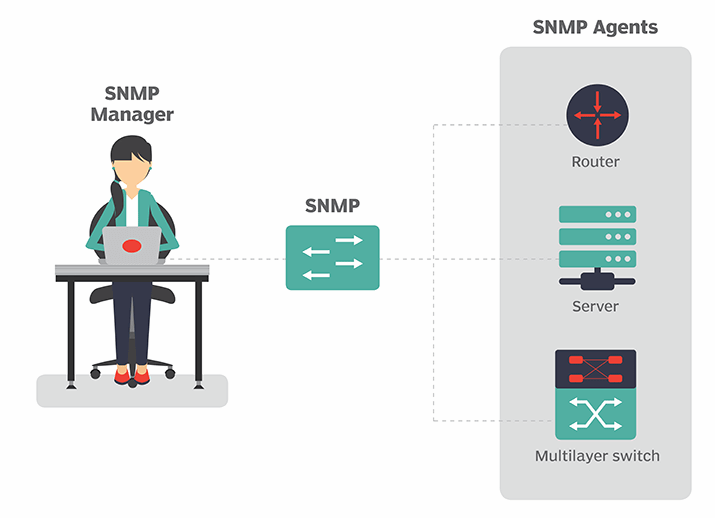 SNMP Agents
SNMP
Manager
Router
SNMP
Server
Multilayer switch